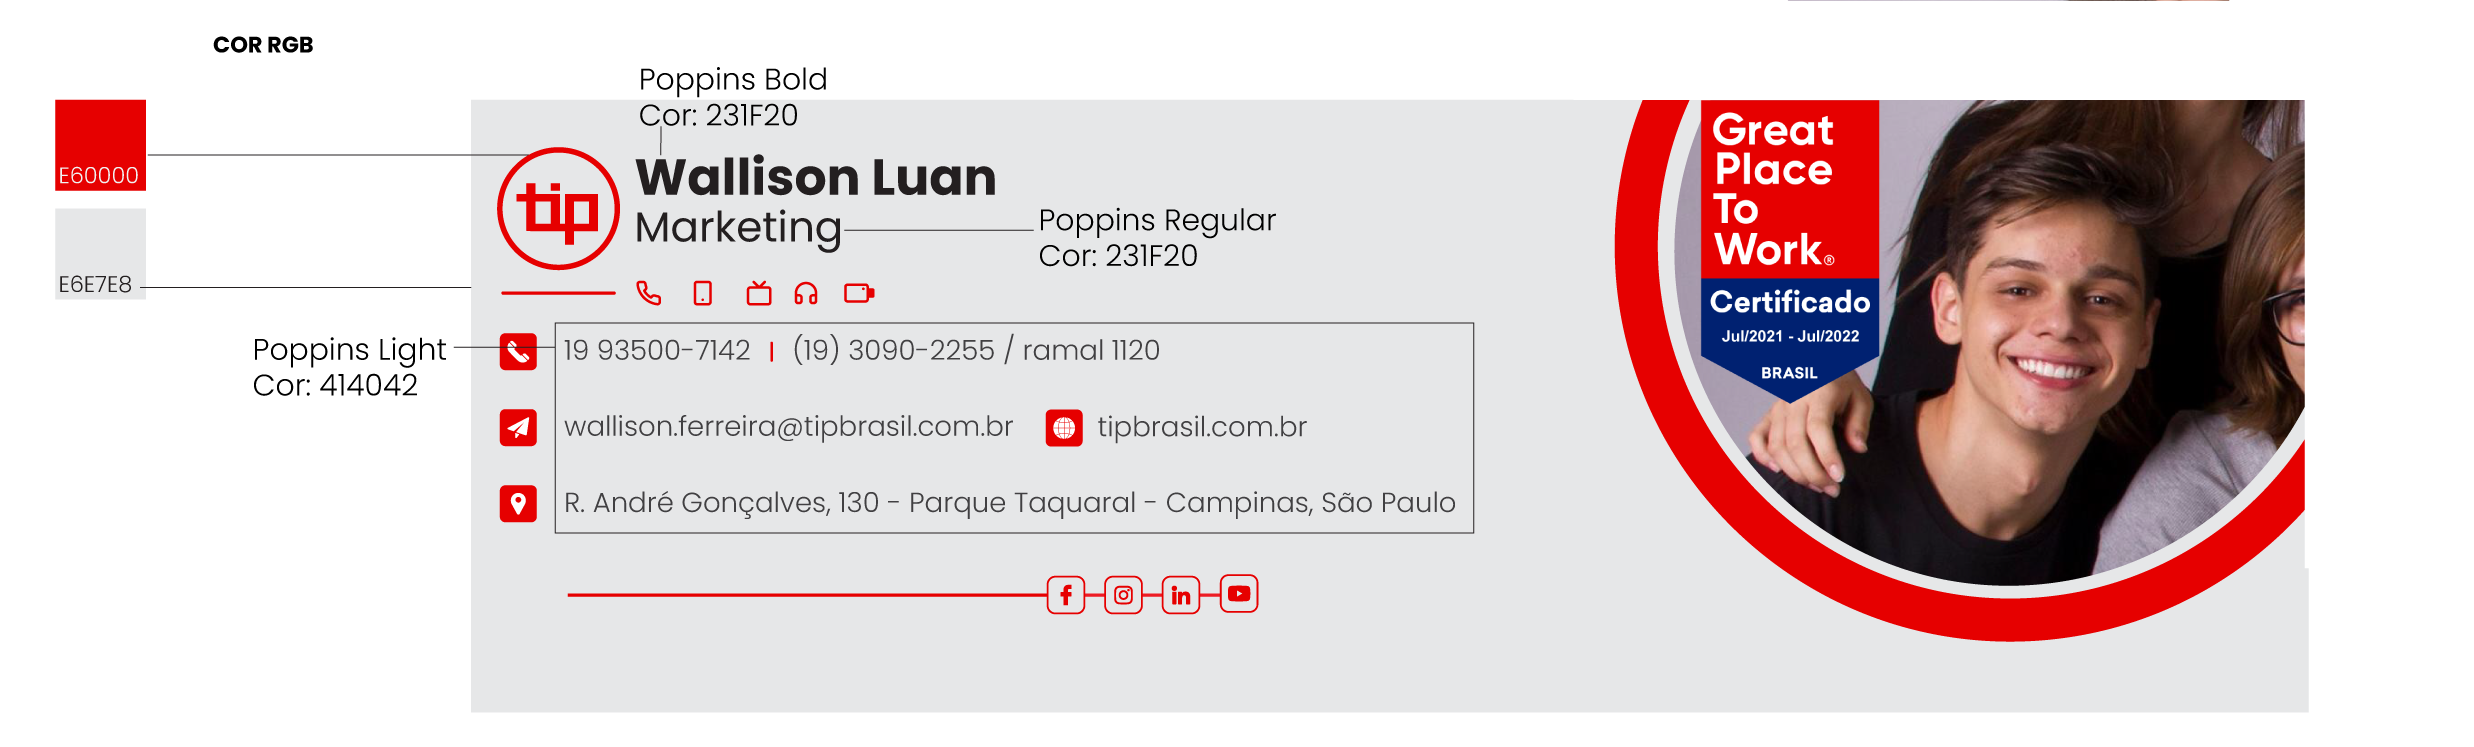 COR RGB
Poppins Bold
Cor: 231F20
E60000
tip
Wallison Luan
Marketing
Poppins Regular
Cor: 231F20
E6E7E8
Poppins Light
Cor: 414042
19 93500-7142 | (19) 3090-2255 / ramal 1120
wallison.ferreira@tipbrasil.com.br
tipbrasil.com.br
R. André Gonçalves, 130 - Parque Taquaral - Campinas, São Paulo
f
in
Great
Place
To
Work®
Certificado
Jul/2021 - Jul/2022
BRASIL